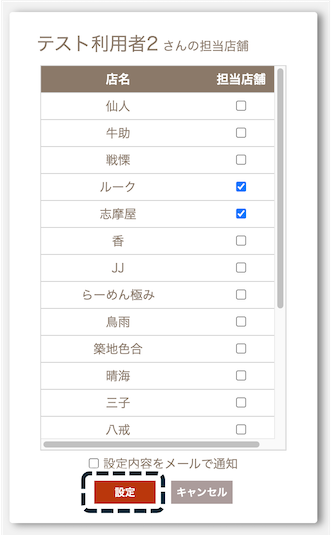 テスト利用者2 さんの担当店舗
店名 担当店舗
仙人
牛助
戦慄
ルーク
志摩屋
香
JJ
らーめん極み
鳥雨
築地色合
晴海
三子
八戒
設定内容をメールで通知
設定 キャンセル